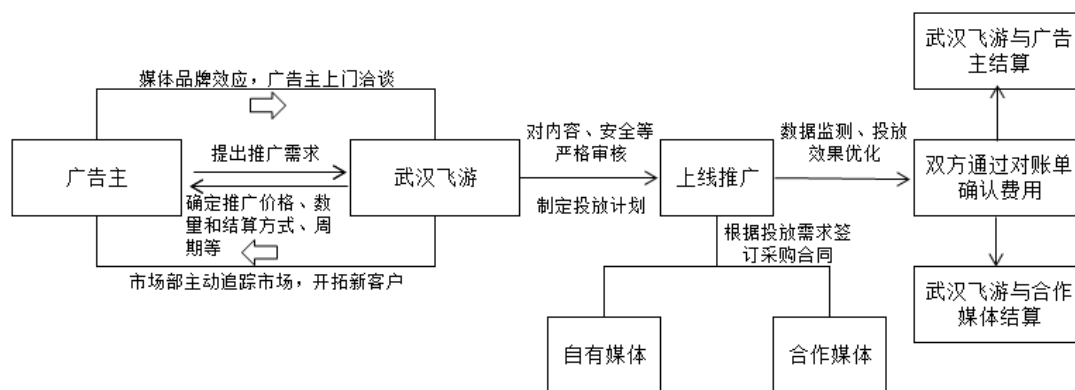 媒体品牌效应，广告主上门洽谈
广告主
提出推广需求
确定推广价格、数
量和结算方式、周
期等
武汉飞游
市场部主动追踪市场，开拓新客户
对内容、安全等
严格审核
制定投放计划
上线推广
根据投放需求签
订采购合同
自有媒体
合作媒体
数据监测、投放
效果优化
武汉飞游与广告
主结算
双方通过对账单
确认费用
武汉飞游与合作
媒体结算